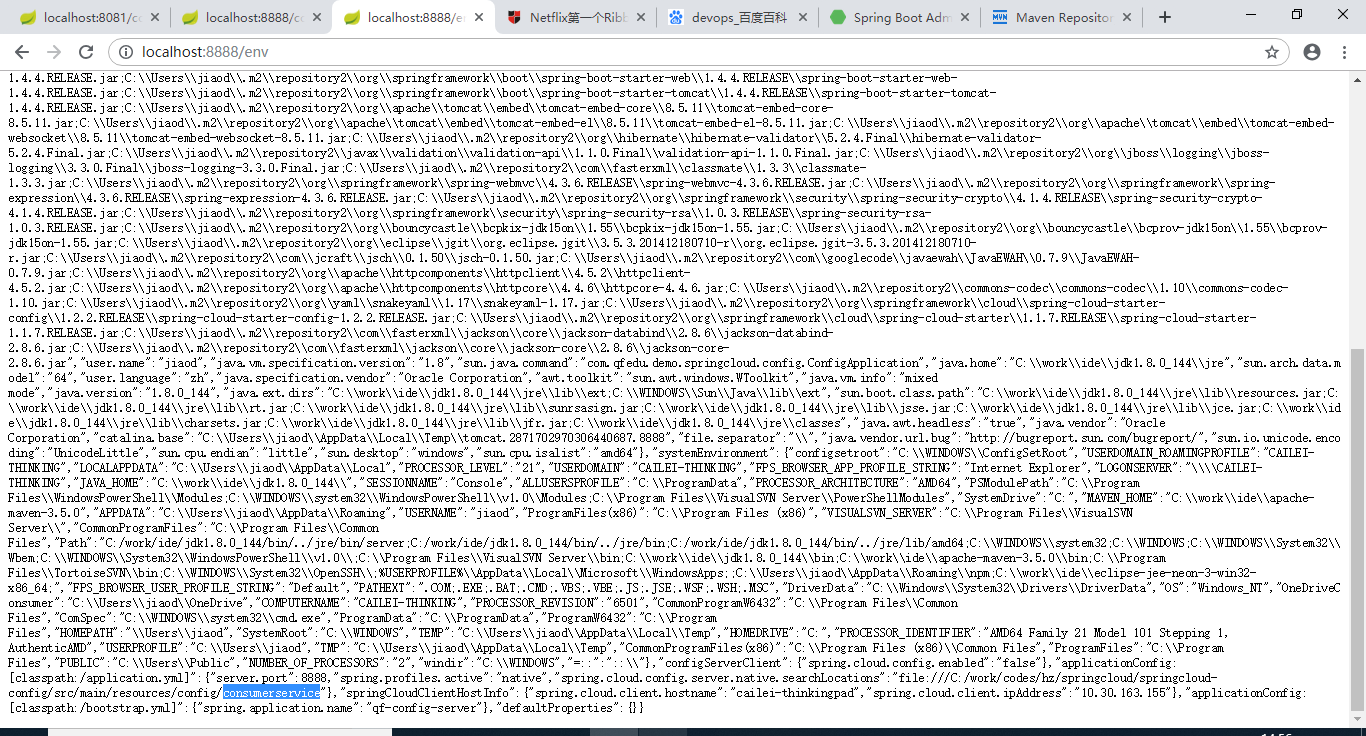 localhost:8081/co
localhost:8888/co
localhost:8888/en
Netflix第一个Ribb
devops_百度百科
Spring Boot Adm
Maven Repositor
localhost:8888/env
1.4.4.RELEASE.jar;C:\\Users\\jiaod\\.m2\\repository2\\org\\springframework\\boot\\spring-boot-starter-web\\1.4.4.RELEASE\\spring-boot-starter-web-
1.4.4.RELEASE.jar;C:\\Users\\jiaod\\.m2\\repository2\\org\\springframework\\boot\\spring-boot-starter-tomcat\\1.4.4.RELEASE\\spring-boot-starter-tomcat-
1.4.4.RELEASE.jar;C:\\Users\\jiaod\\.m2\\repository2\\org\\apache\\tomcat\\embed\\tomcat-embed-core\\8.5.11\\tomcat-embed-core-
8.5.11.jar;C:\\Users\\jiaod\\.m2\\repository2\\org\\apache\\tomcat\\embed\\tomcat-embed-el\\8.5.11\\tomcat-embed-el-8.5.11.jar;C:\\Users\\jiaod\\.m2\\repository2\\org\\apache\\tomcat\\embed\\tomcat-embed-
websocket\\8.5.11\\tomcat-embed-websocket-8.5.11.jar;C:\\Users\\jiaod\\.m2\\repository2\\org\\hibernate\\hibernate-validator\\5.2.4.Final\\hibernate-validator-
5.2.4.Final.jar;C:\\Users\\jiaod\\.m2\\repository2\\javax\\validation\\validation-api\\1.1.0.Final\\validation-api-1.1.0.Final.jar;C:\\Users\\jiaod\\.m2\\repository2\\org\\jboss\\logging\\jboss-
logging\\3.3.0.Final\\jboss-logging-3.3.0.Final.jar;C:\\Users\\jiaod\\.m2\\repository2\\com\\fasterxml\\classmate\\1.3.3\\classmate-
1.3.3.jar;C:\\Users\\jiaod\\.m2\\repository2\\org\\springframework\\spring-webmvc\\4.3.6.RELEASE\\spring-webmvc-4.3.6.RELEASE.jar;C:\\Users\\jiaod\\.m2\\repository2\\org\\springframework\\spring-
expression\\4.3.6.RELEASE\\spring-expression-4.3.6.RELEASE.jar;C:\\Users\\jiaod\\.m2\\repository2\\org\\springframework\\security\\spring-security-crypto\\4.1.4.RELEASE\\spring-security-crypto-
4.1.4.RELEASE.jar;C:\\Users\\jiaod\\.m2\\repository2\\org\\springframework\\security\\spring-security-rsa\\1.0.3.RELEASE\\spring-security-rsa-
1.0.3.RELEASE.jar;C:\\Users\\jiaod\\.m2\\repository2\\org\\bouncycastle\\bcpkix-jdk15on\\1.55\\bcpkix-jdk15on-1.55.jar;C:\\Users\\jiaod\\.m2\\repository2\\org\\bouncycastle\\bcprov-jdk15on\\1.55\\bcprov-
jdk15on-1.55.jar;C:\\Users\\jiaod\\.m2\\repository2\\org\\eclipse\\jgit\\org.eclipse.jgit\\3.5.3.201412180710-r\\org.eclipse.jgit-3.5.3.201412180710-
r.jar;C:\\Users\\jiaod\\.m2\\repository2\\com\\jcraft\\jsch\\0.1.50\\jsch-0.1.50.jar;C:\\Users\\jiaod\\.m2\\repository2\\com\\googlecode\\javaewah\\JavaEWAH\\0.7.9\\JavaEWAH-
0.7.9.jar;C:\\Users\\jiaod\\.m2\\repository2\\org\\apache\\httpcomponents\\httpclient\\4.5.2\\httpclient-
4.5.2.jar;C:\\Users\\jiaod\\.m2\\repository2\\org\\apache\\httpcomponents\\httpcore\\4.4.6\\httpcore-4.4.6.jar;C:\\Users\\jiaod\\.m2\\repository2\\commons-codec\\commons-codec\\1.10\\commons-codec-
1.10.jar;C:\\Users\\jiaod\\.m2\\repository2\\org\\yaml\\snakeyaml\\1.17\\snakeyaml-1.17.jar;C:\\Users\\jiaod\\.m2\\repository2\\org\\springframework\\cloud\\spring-cloud-starter-
config\\1.2.2.RELEASE\\spring-cloud-starter-config-1.2.2.RELEASE.jar;C:\\Users\\jiaod\\.m2\\repository2\\org\\springframework\\cloud\\spring-cloud-starter\\1.1.7.RELEASE\\spring-cloud-starter-
1.1.7.RELEASE.jar;C:\\Users\\jiaod\\.m2\\repository2\\com\\fasterxml\\jackson\\core\\jackson-databind\\2.8.6\\jackson-databind-
2.8.6.jar;C:\\Users\\jiaod\\.m2\\repository2\\com\\fasterxml\\jackson\\core\\jackson-core\\2.8.6\\jackson-core-
2.8.6.jar","user.name":"jiaod","java.vm.specification.version":"1.8","sun.java.command":"com.qfedu.demo.springcloud.config.ConfigApplication","java.home":"C:\\work\\ide\\jdk1.8.0_144\\jre","sun.arch.data.m
odel":"64","user.language":"zh","java.specification.vendor":"Oracle Corporation","awt.toolkit":"sun.awt.windows.WToolkit","java.vm.info":"mixed
mode","java.version":"1.8.0_144","java.ext.dirs":"C:\\work\\ide\\jdk1.8.0_144\\jre\\lib\\ext;C:\\WINDOWS\\Sun\\Java\\lib\\ext","sun.boot.class.path":"C:\\work\\ide\\jdk1.8.0_144\\jre\\lib\\resources.jar;C:
\\work\\ide\\jdk1.8.0_144\\jre\\lib\\rt.jar;C:\\work\\ide\\jdk1.8.0_144\\jre\\lib\\sunrsasign.jar;C:\\work\\ide\\jdk1.8.0_144\\jre\\lib\\jsse.jar;C:\\work\\ide\\jdk1.8.0_144\\jre\\lib\\jce.jar;C:\\work\\id
e\\jdk1.8.0_144\\jre\\lib\\charsets.jar;C:\\work\\ide\\jdk1.8.0_144\\jre\\lib\\jfr.jar;C:\\work\\ide\\jdk1.8.0_144\\jre\\classes","java.awt.headless":"true","java.vendor":"Oracle
Corporation","catalina.base":"C:\\Users\\jiaod\\AppData\\Local\\Temp\\tomcat.2871702970306440687.8888","file.separator":"\\","java.vendor.url.bug":"http://bugreport.sun.com/bugreport/","sun.io.unicode.enco
ding":"UnicodeLittle","sun.cpu.endian":"little","sun.desktop":"windows","sun.cpu.isalist":"amd64"},"systemEnvironment":{"configsetroot":"C:\\WINDOWS\\ConfigSetRoot","USERDOMAIN_ROAMINGPROFILE":"CAILEI-
THINKING","LOCALAPPDATA":"C:\\Users\\jiaod\\AppData\\Local","PROCESSOR_LEVEL":"21","USERDOMAIN":"CAILEI-THINKING","FPS_BROWSER_APP_PROFILE_STRING":"Internet Explorer","LOGONSERVER":"\\\\CAILEI-
THINKING","JAVA_HOME":"C:\\work\\ide\\jdk1.8.0_144\\","SESSIONNAME":"Console","ALLUSERSPROFILE":"C:\\ProgramData","PROCESSOR_ARCHITECTURE":"AMD64","PSModulePath":"C:\\Program
Files\\WindowsPowerShell\\Modules;C:\\WINDOWS\\system32\\WindowsPowerShell\\v1.0\\Modules;C:\\Program Files\\VisualSVN Server\\PowerShellModules","SystemDrive":"C:","MAVEN_HOME":"C:\\work\\ide\\apache-
maven-3.5.0","APPDATA":"C:\\Users\\jiaod\\AppData\\Roaming","USERNAME":"jiaod","ProgramFiles(x86)":"C:\\Program Files (x86)","VISUALSVN_SERVER":"C:\\Program Files\\VisualSVN
Server\\","CommonProgramFiles":"C:\\Program Files\\Common
Files","Path":"C:/work/ide/jdk1.8.0_144/bin/../jre/bin/server;C:/work/ide/jdk1.8.0_144/bin/../jre/bin;C:/work/ide/jdk1.8.0_144/bin/../jre/lib/amd64;C:\\WINDOWS\\system32;C:\\WINDOWS;C:\\WINDOWS\\System32\\
Wbem;C:\\WINDOWS\\System32\\WindowsPowerShell\\v1.0\\;C:\\Program Files\\VisualSVN Server\\bin;C:\\work\\ide\\jdk1.8.0_144\\bin;C:\\work\\ide\\apache-maven-3.5.0\\bin;C:\\Program
Files\\TortoiseSVN\\bin;C:\\WINDOWS\\System32\\OpenSSH\\;%USERPROFILE%\\AppData\\Local\\Microsoft\\WindowsApps;;C:\\Users\\jiaod\\AppData\\Roaming\\npm;C:\\work\\ide\\eclipse-jee-neon-3-win32-
x86_64;","FPS_BROWSER_USER_PROFILE_STRING":"Default","PATHEXT":".COM;.EXE;.BAT;.CMD;.VBS;.VBE;.JS;.JSE;.WSF;.WSH;.MSC","DriverData":"C:\\Windows\\System32\\Drivers\\DriverData","OS":"Windows_NT","OneDriveC
onsumer":"C:\\Users\\jiaod\\OneDrive","COMPUTERNAME":"CAILEI-THINKING","PROCESSOR_REVISION":"6501","CommonProgramW6432":"C:\\Program Files\\Common
Files","ComSpec":"C:\\WINDOWS\\system32\\cmd.exe","ProgramData":"C:\\ProgramData","ProgramW6432":"C:\\Program
Files","HOMEPATH":"\\Users\\jiaod","SystemRoot":"C:\\WINDOWS","TEMP":"C:\\Users\\jiaod\\AppData\\Local\\Temp","HOMEDRIVE":"C:","PROCESSOR_IDENTIFIER":"AMD64 Family 21 Model 101 Stepping 1,
AuthenticAMD","USERPROFILE":"C:\\Users\\jiaod","TMP":"C:\\Users\\jiaod\\AppData\\Local\\Temp","CommonProgramFiles(x86)":"C:\\Program Files (x86)\\Common Files","ProgramFiles":"C:\\Program
Files","PUBLIC":"C:\\Users\\Public","NUMBER_OF_PROCESSORS":"2","windir":"C:\\WINDOWS","=::":"::\\"},"configServerClient":{"spring.cloud.config.enabled":"false"},"applicationConfig:
[classpath:/application.yml]":{"server.port":8888,"spring.profiles.active":"native","spring.cloud.config.server.native.searchLocations":"file:///C:/work/codes/hz/springcloud/springcloud-
config/src/main/resources/config/consumerservice"},"springCloudClientHostInfo":{"spring.cloud.client.hostname":"cailei-thinkingpad","spring.cloud.client.ipAddress":"10.30.163.155"},"applicationConfig:
[classpath:/bootstrap.yml]":{"spring.application.name":"qf-config-server"},"defaultProperties":{}}